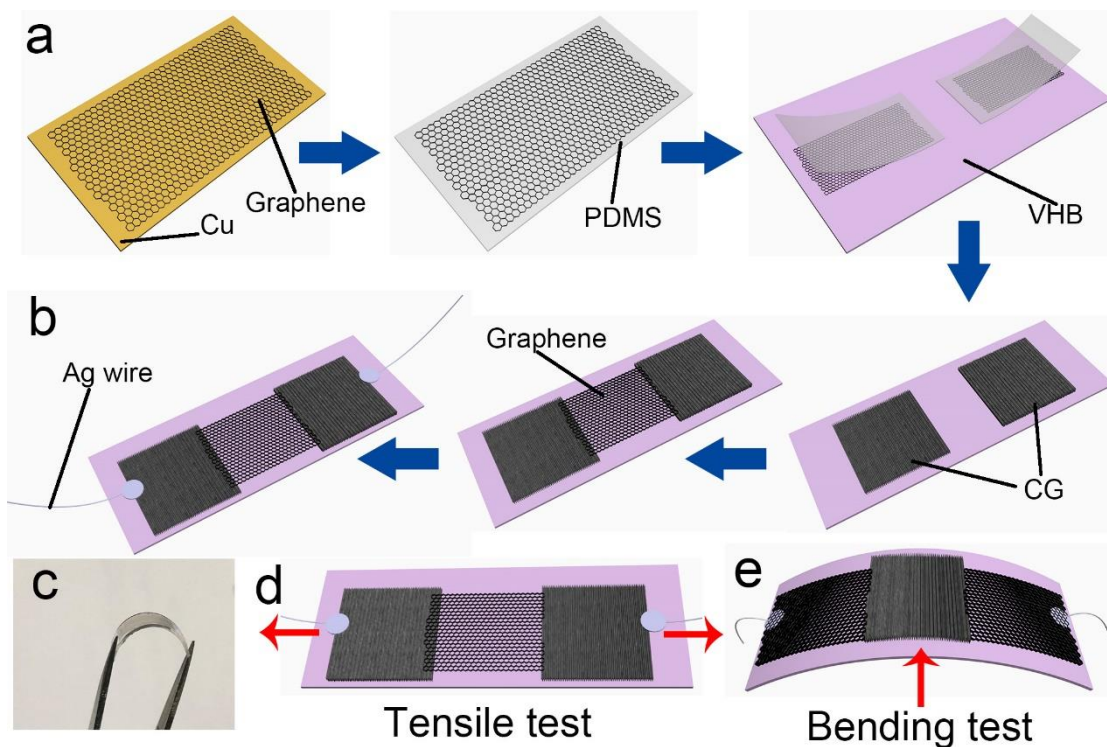 a
Graphene
Cu
PDMS
VHB
b
Ag wire
Graphene
CG
c
d
e
Tensile test
Bending test